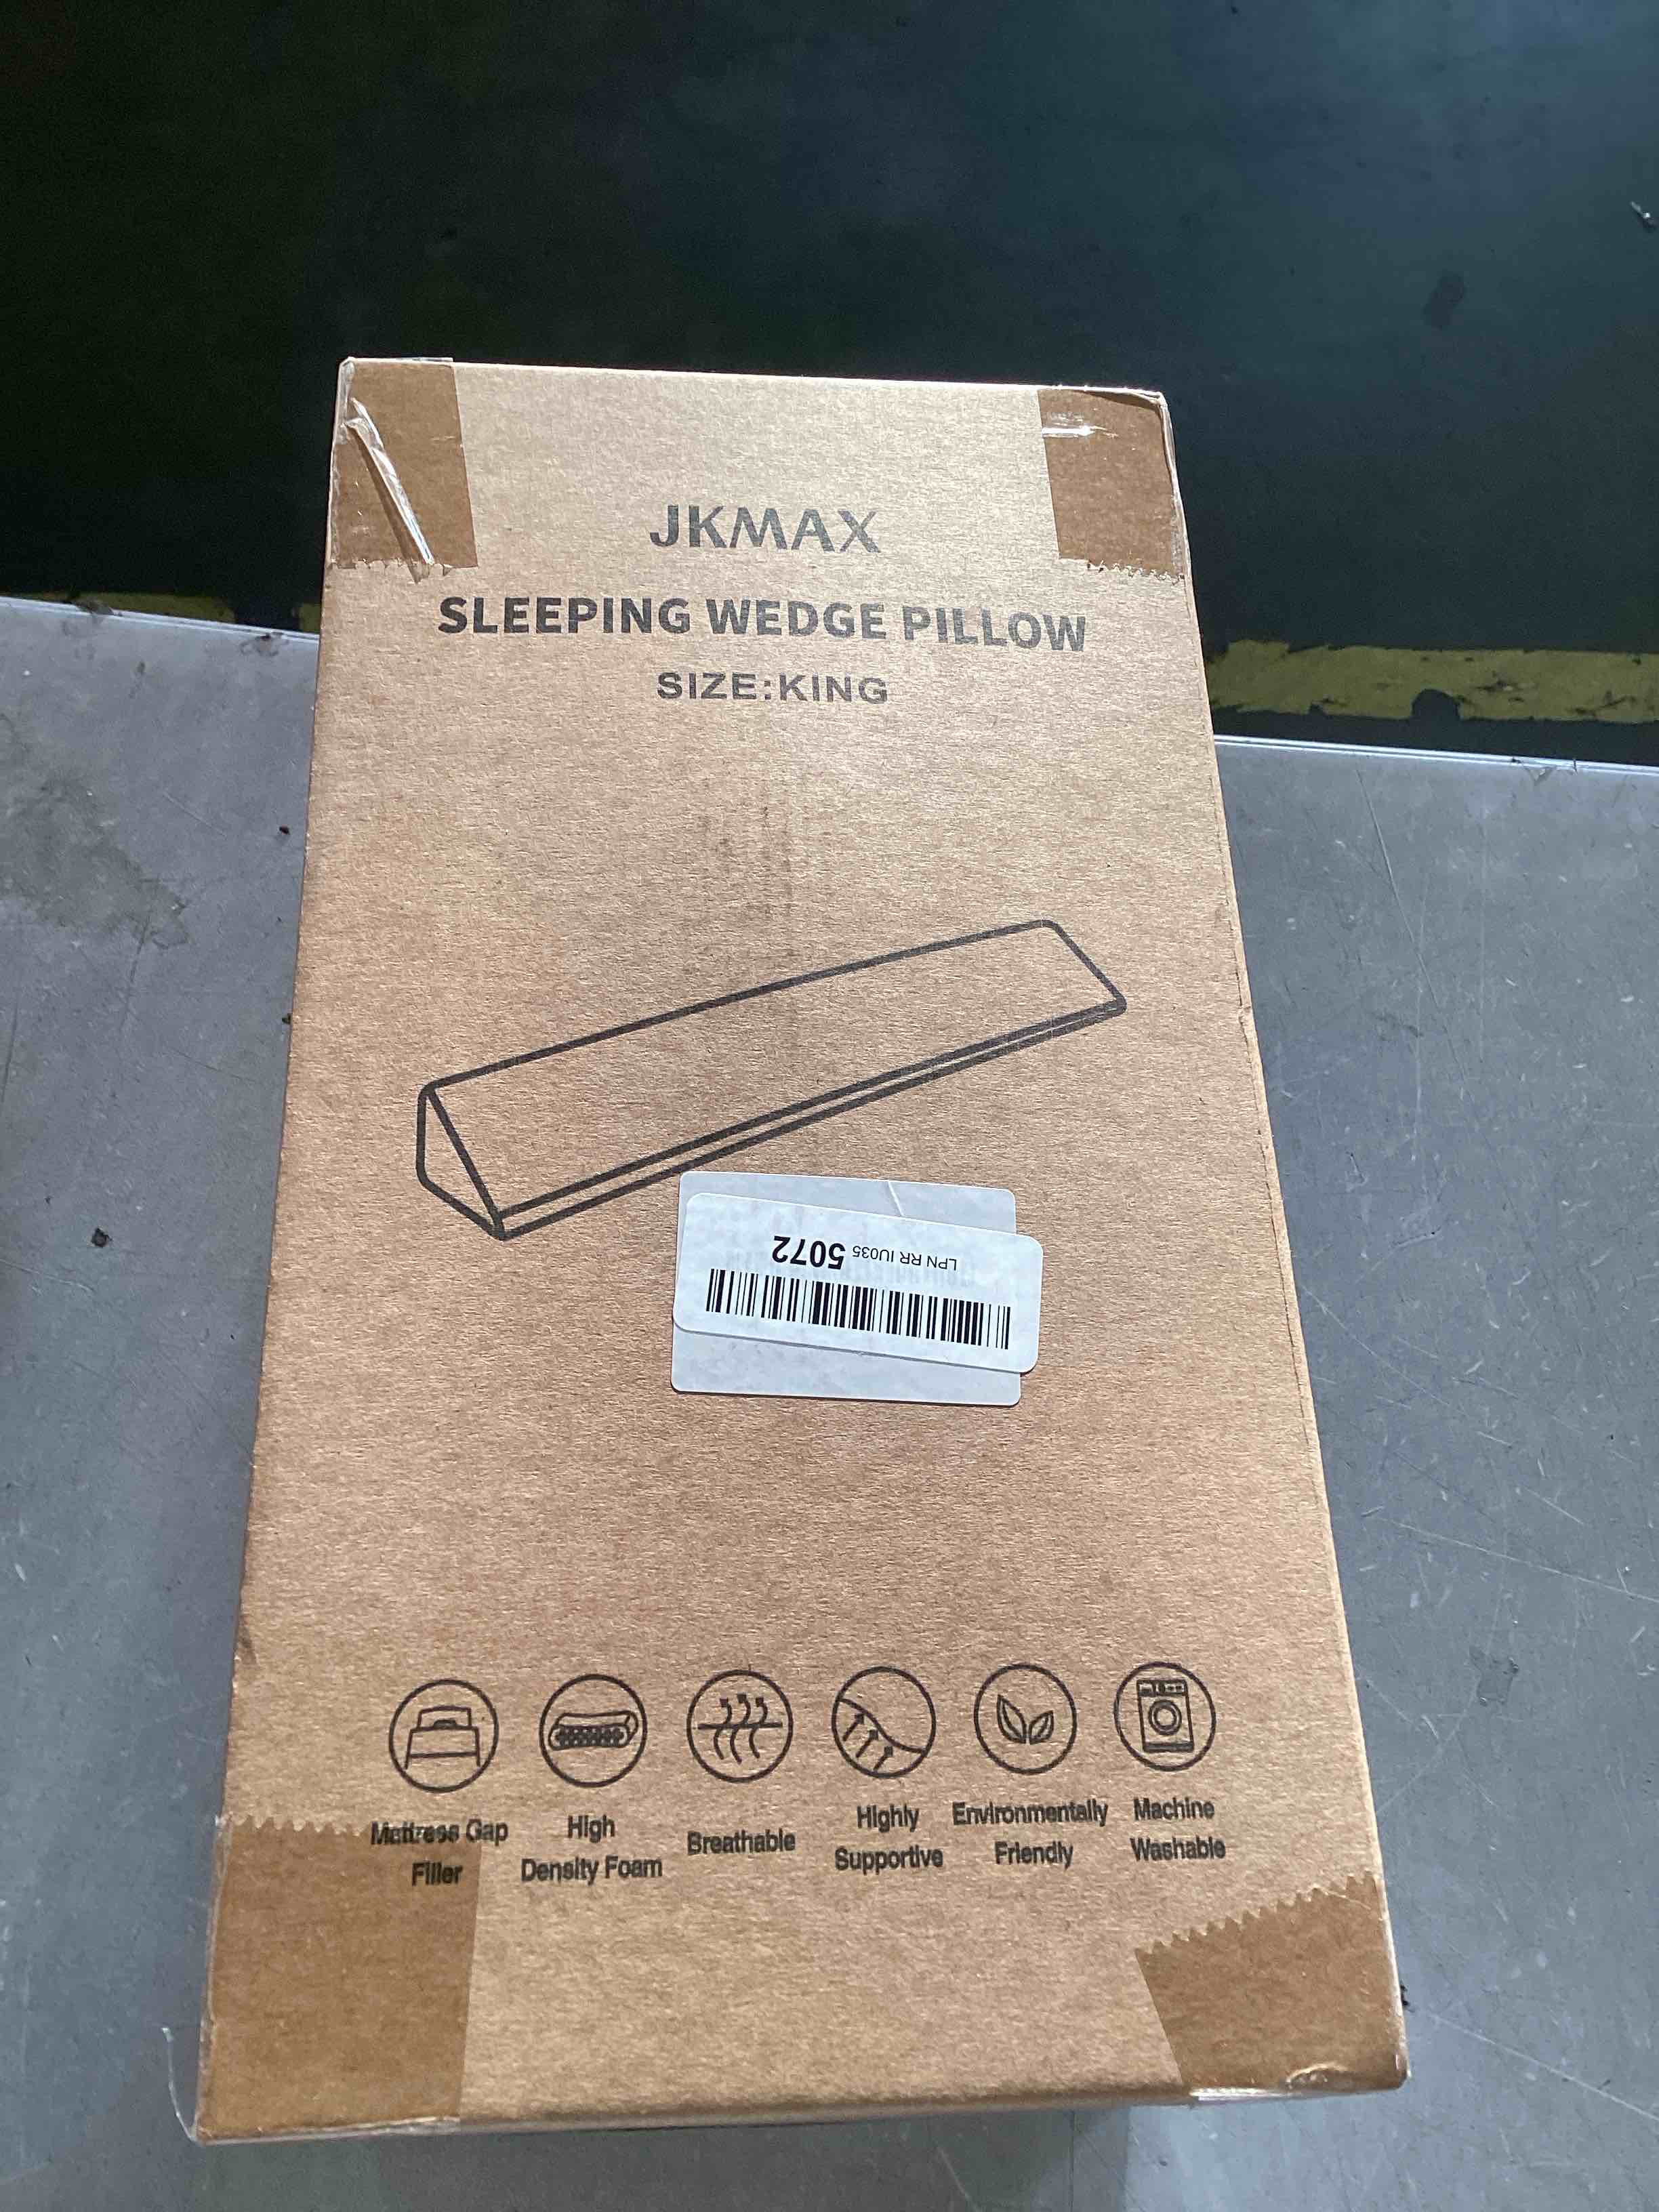 JKMAX
SLEEPING WEDGE PILLOW
SIZE:KING
LPN RR IU035 5072
Mattress Gap
Filler
High
Density Foam
Breathable
Highly
Supportive
Environmentally
Friendly
Machine
Washable